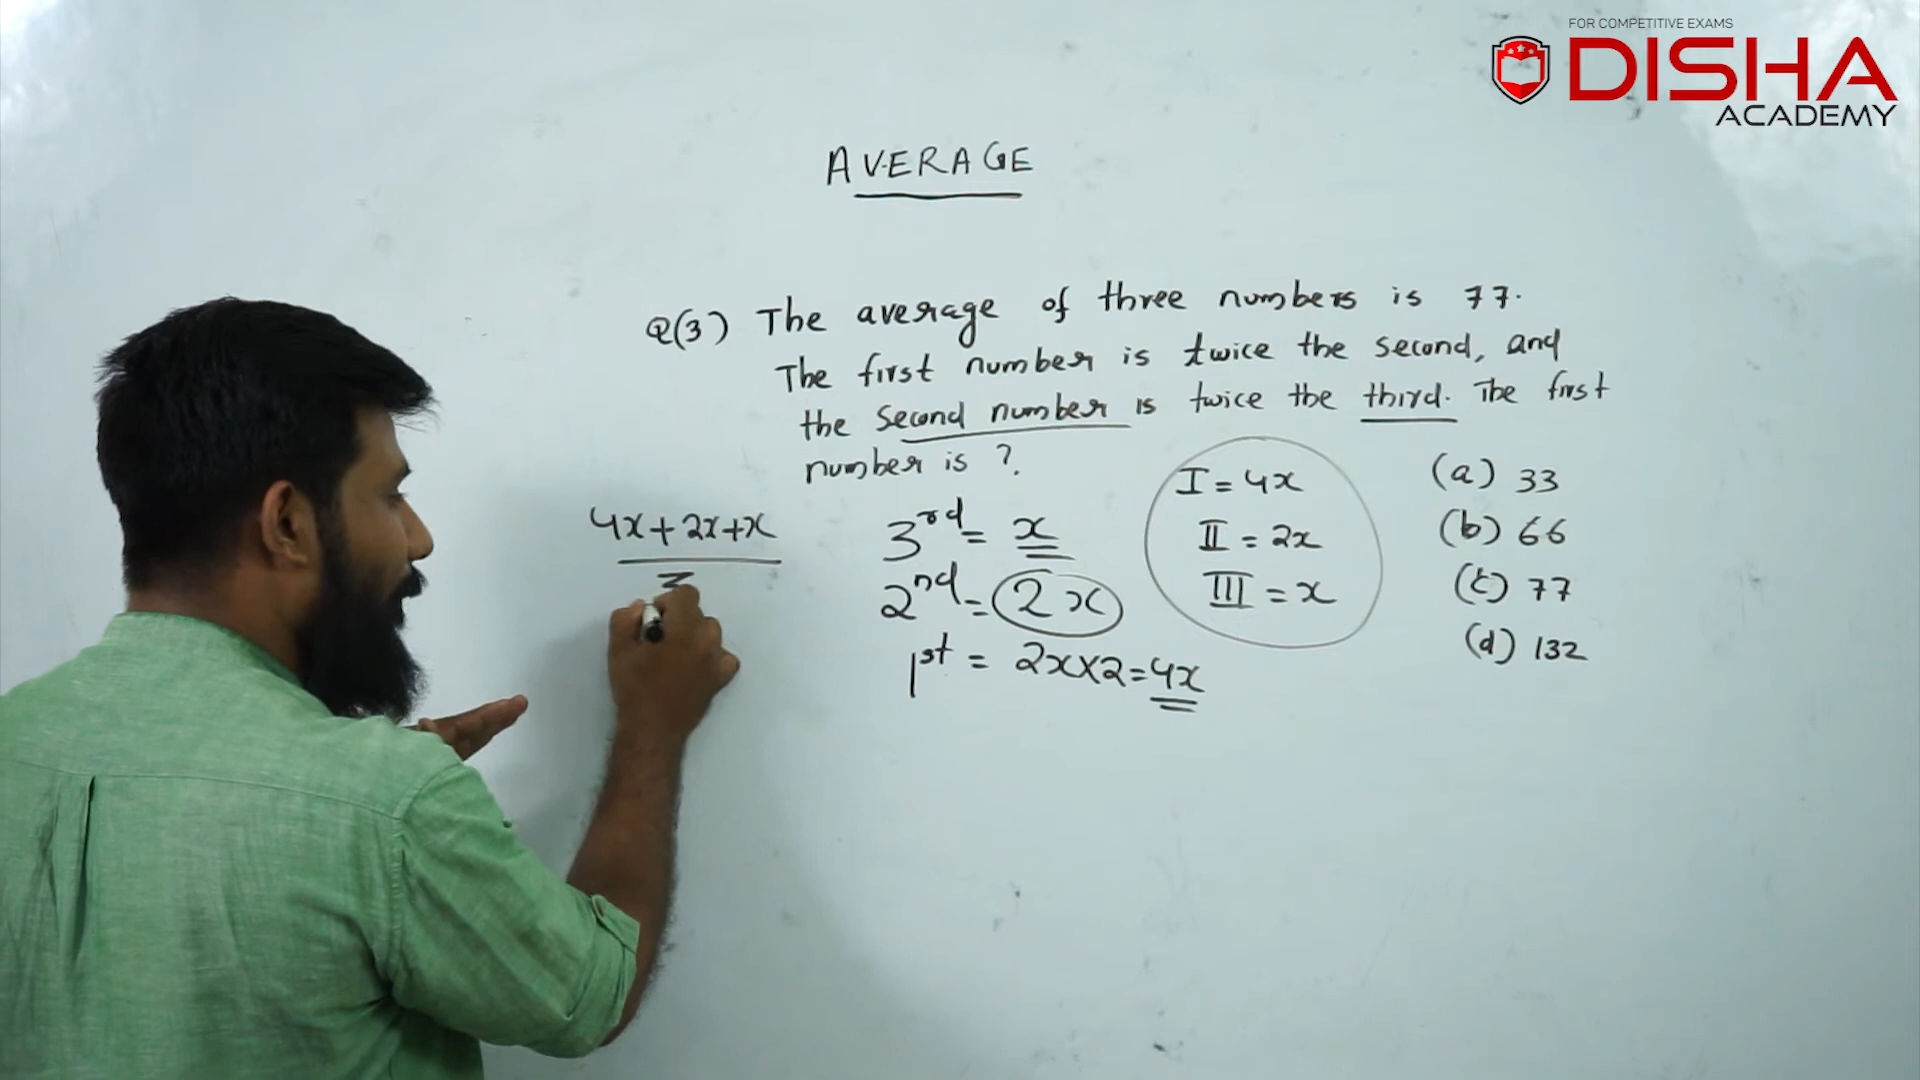 FOR COMPETITIVE EXAMS
DISHA
ACADEMY
AVERAGE
Q(3) The average of three numbers is 77.
The first number is twice the second, and
the second number is twice the third. The first
number is ?
4x+2x+x
3
3rd = x
2nd = 2x
1st = 2x×2=4x
I = 4x
II = 2x
III = x
(a) 33
(b) 66
(c) 77
(d) 132